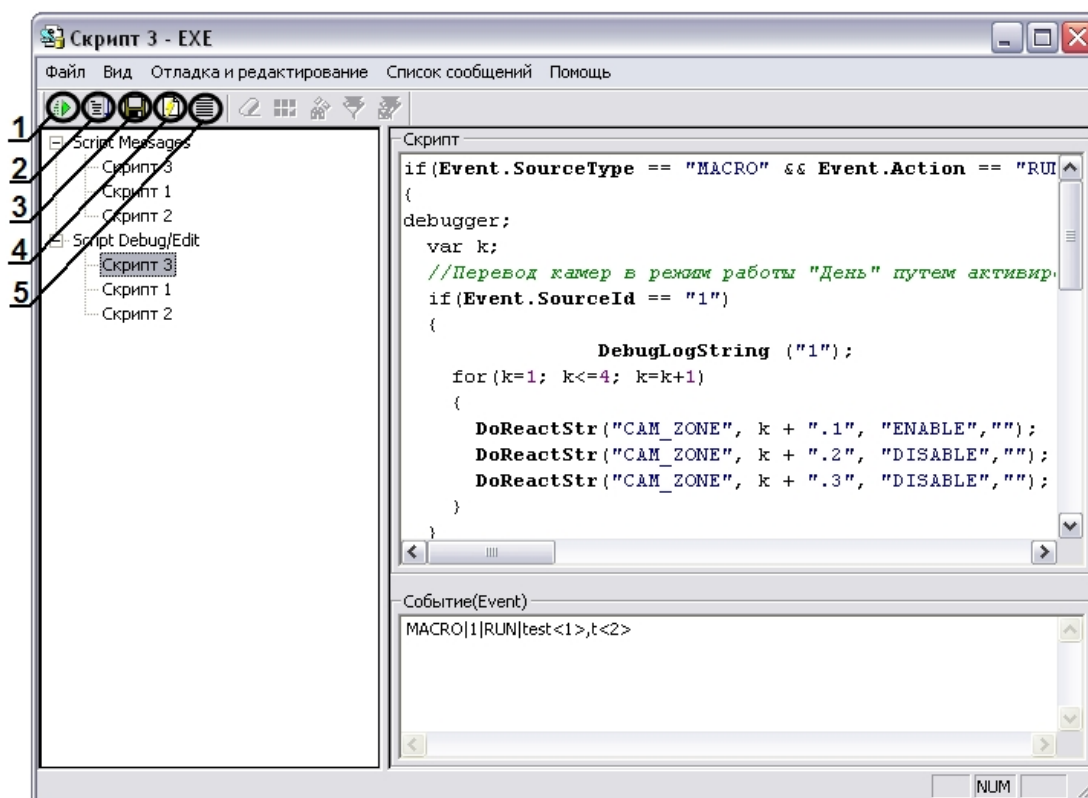 Скрипт 3 - EXE
Файл Вид Отладка и редактирование Список сообщений Помощь
1
2
3
4
5
Script Messages
Скрипт 3
Скрипт 1
Скрипт 2
Script Debug/Edit
Скрипт 3
Скрипт 1
Скрипт 2
Скрипт
if(Event.SourceType == "MACRO" && Event.Action == "RUN
{
debugger;
var k;
//Перевод камер в режим работы "День" путем активир
if(Event.SourceId == "1")
{
DebugLogString ("1");
for(k=1; k<=4; k=k+1)
{
DoReactStr("CAM_ZONE", k + ".1", "ENABLE","");
DoReactStr("CAM_ZONE", k + ".2", "DISABLE","");
DoReactStr("CAM_ZONE", k + ".3", "DISABLE","");
}
}
Событие(Event)
MACRO|1|RUN|test<1>,t<2>
NUM